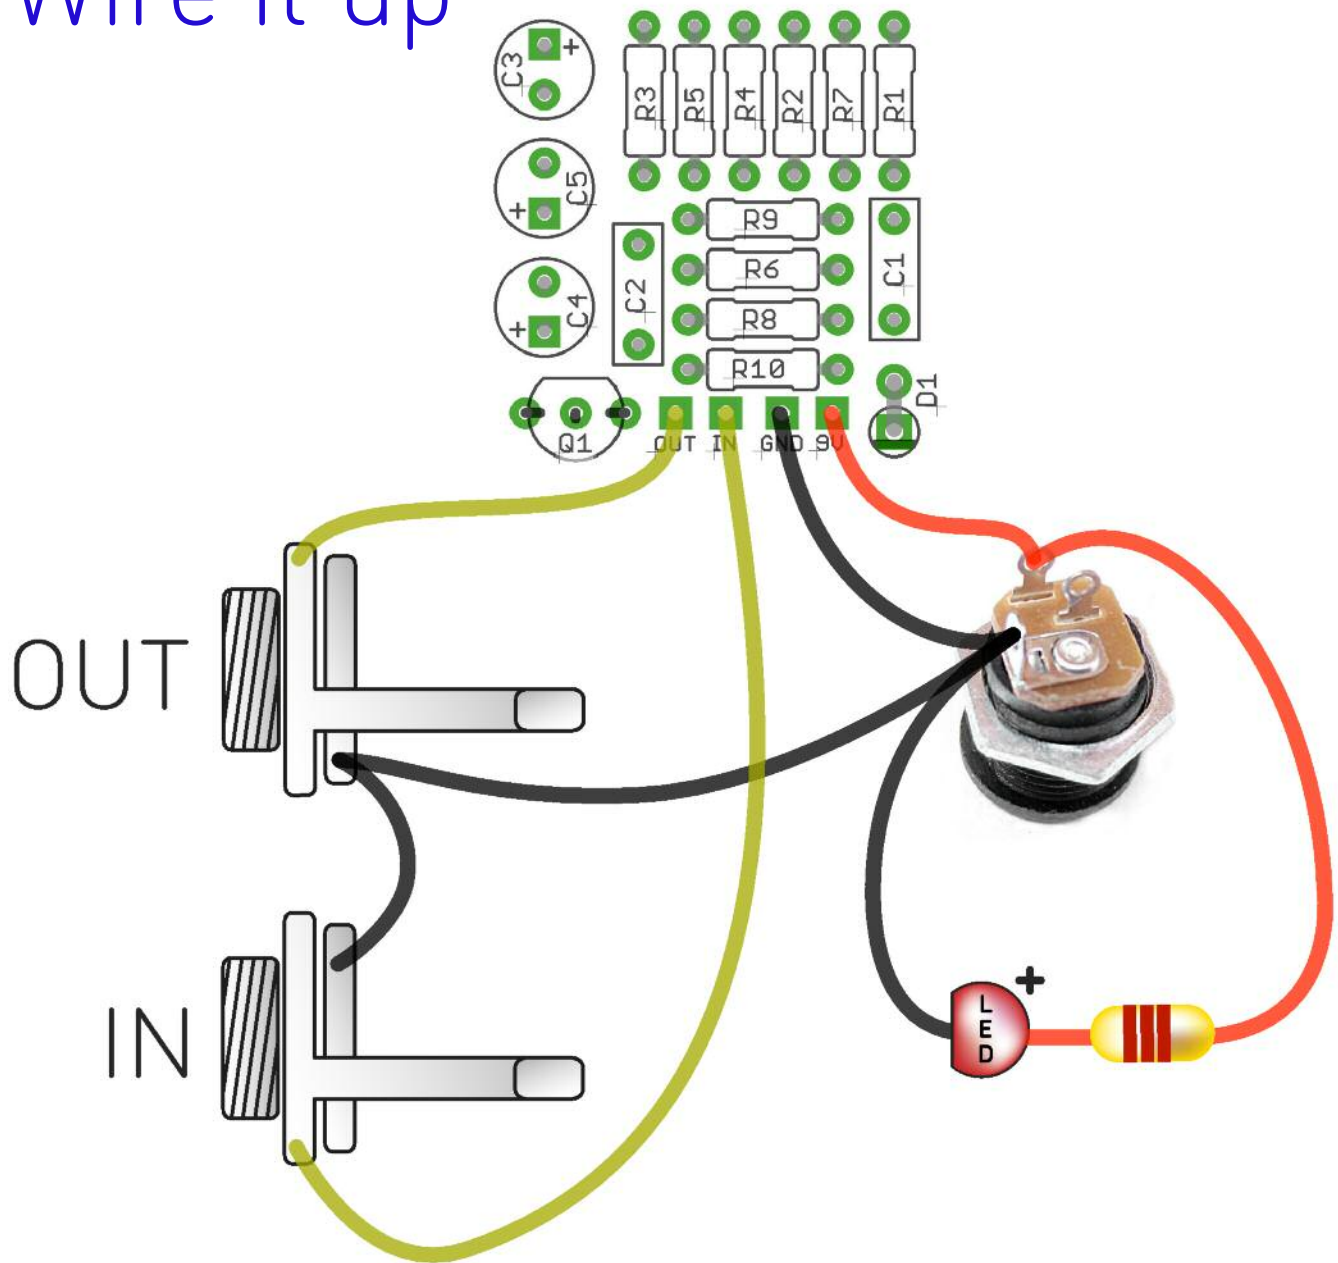 Wire it up
C3 +
R3 R5 R4 R2 R7 R1
C5 +
R9
R6
C1
C2
C4 +
R8
R10
D1
Q1
OUT IN GND 9V
OUT
+
LED
IN